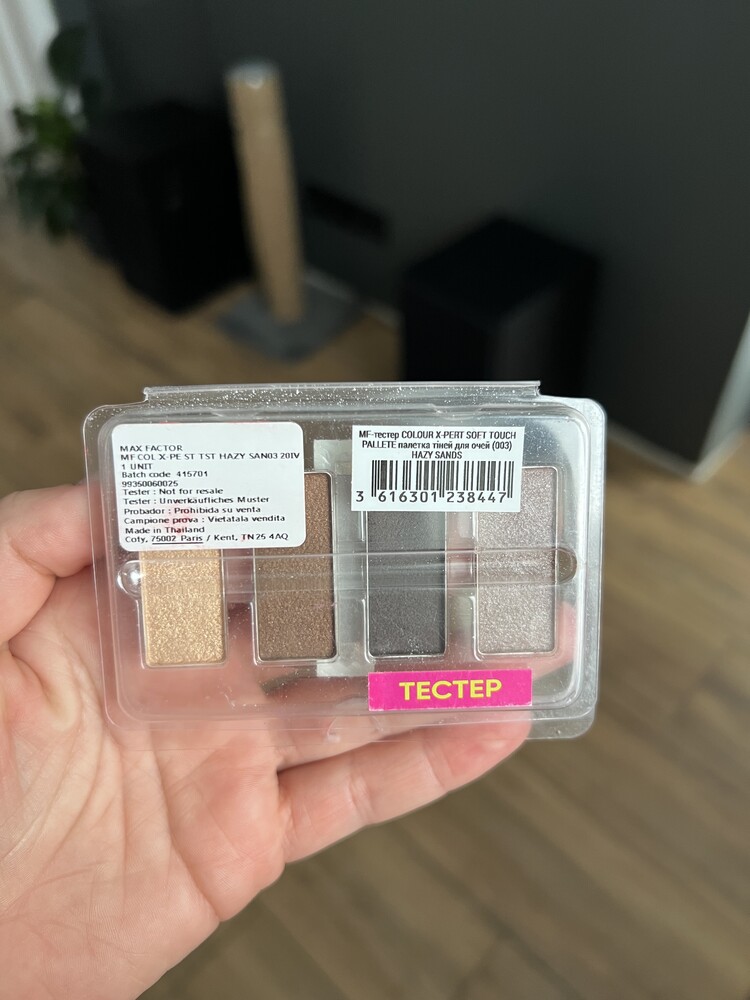 MAX FACTOR
MF COL X-PE ST TST HAZY SAN03 20IV
1 UNIT
Batch code 415701
99350060025
Tester : Not for resale
Tester : Unverkäufliches Muster
Probador : Prohibida su venta
Campione prova : Vietatala vendita
Made in Thailand
Coty, 75002 Paris / Kent, TN25 4AQ
MF-тестер COLOUR X-PERT SOFT TOUCH
PALLETE палетка тіней для очей (003)
HAZY SANDS
3 616301 238447
ТЕСТЕР